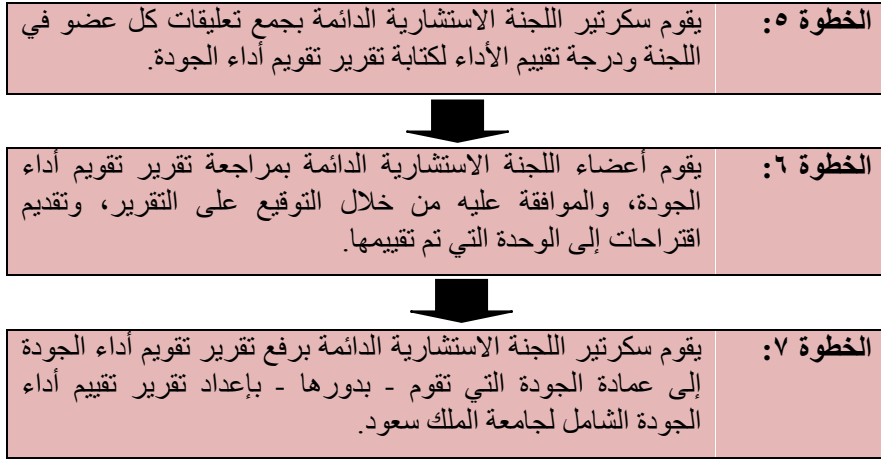 الخطوة ٥: يقوم سكرتير اللجنة الاستشارية الدائمة بجمع تعليقات كل عضو في
اللجنة ودرجة تقييم الأداء لكتابة تقرير تقويم أداء الجودة.
الخطوة ٦: يقوم أعضاء اللجنة الاستشارية الدائمة بمراجعة تقرير تقويم أداء
الجودة، والموافقة عليه من خلال التوقيع على التقرير، وتقديم
اقتراحات إلى الوحدة التي تم تقييمها.
الخطوة ٧: يقوم سكرتير اللجنة الاستشارية الدائمة برفع تقرير تقويم أداء الجودة
إلى عمادة الجودة التي تقوم - بدورها - بإعداد تقرير تقييم أداء
الجودة الشامل لجامعة الملك سعود.